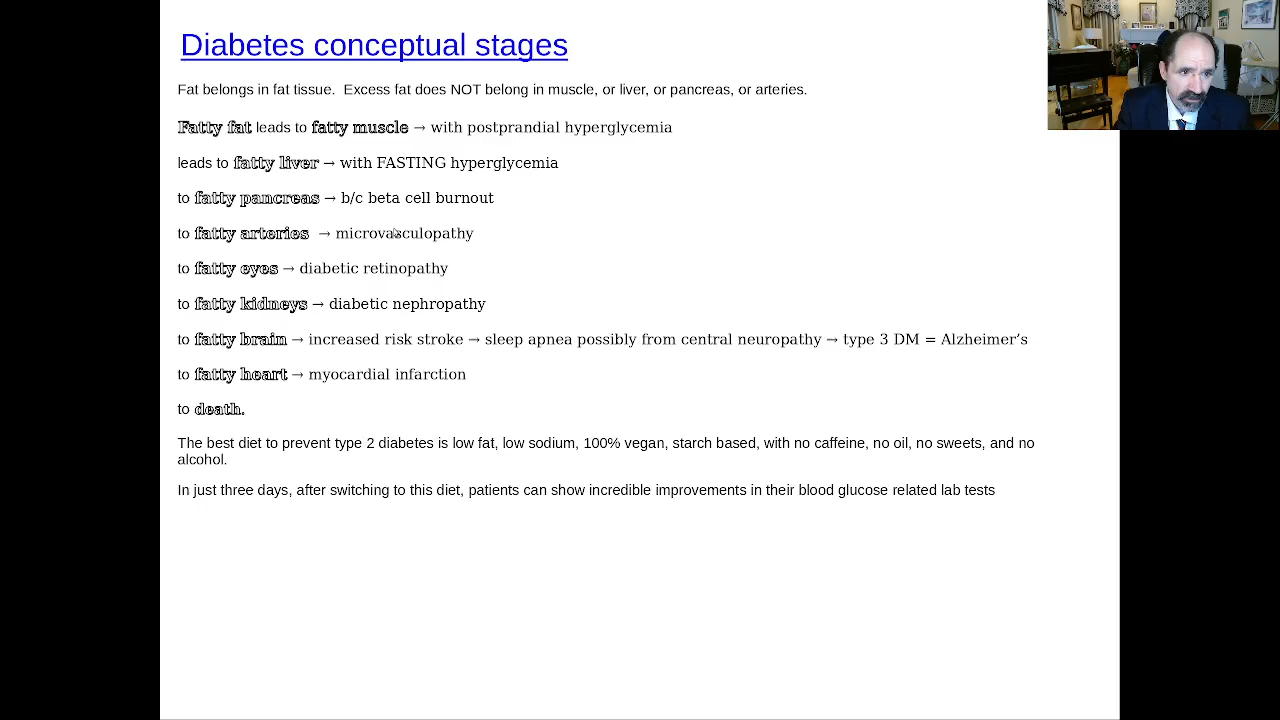 Diabetes conceptual stages
Fat belongs in fat tissue.  Excess fat does NOT belong in muscle, or liver, or pancreas, or arteries.
Fatty fat leads to fatty muscle → with postprandial hyperglycemia
leads to fatty liver → with FASTING hyperglycemia
to fatty pancreas → b/c beta cell burnout
to fatty arteries  → microvasculopathy
to fatty eyes → diabetic retinopathy
to fatty kidneys → diabetic nephropathy
to fatty brain → increased risk stroke → sleep apnea possibly from central neuropathy → type 3 DM = Alzheimer’s
to fatty heart → myocardial infarction
to death.
The best diet to prevent type 2 diabetes is low fat, low sodium, 100% vegan, starch based, with no caffeine, no oil, no sweets, and no
alcohol.
In just three days, after switching to this diet, patients can show incredible improvements in their blood glucose related lab tests